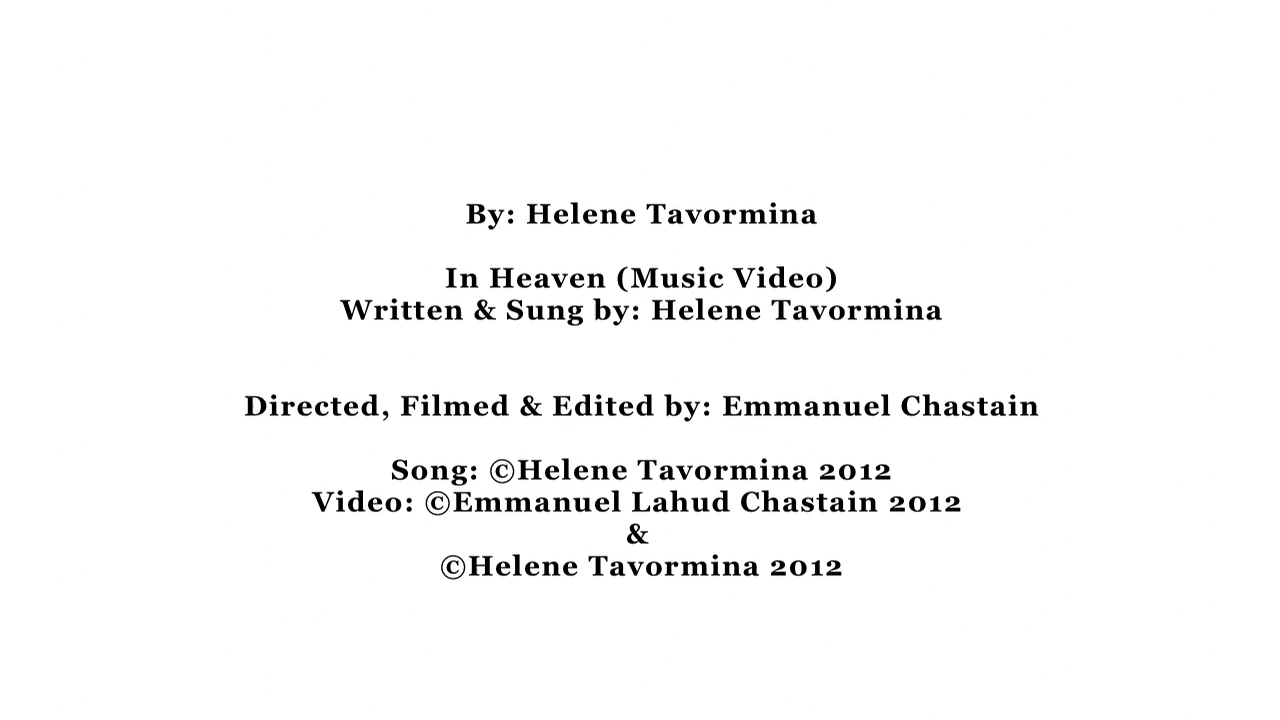 By: Helene Tavormina
In Heaven (Music Video)
Written & Sung by: Helene Tavormina
Directed, Filmed & Edited by: Emmanuel Chastain
Song: ©Helene Tavormina 2012
Video: ©Emmanuel Lahud Chastain 2012
&
©Helene Tavormina 2012